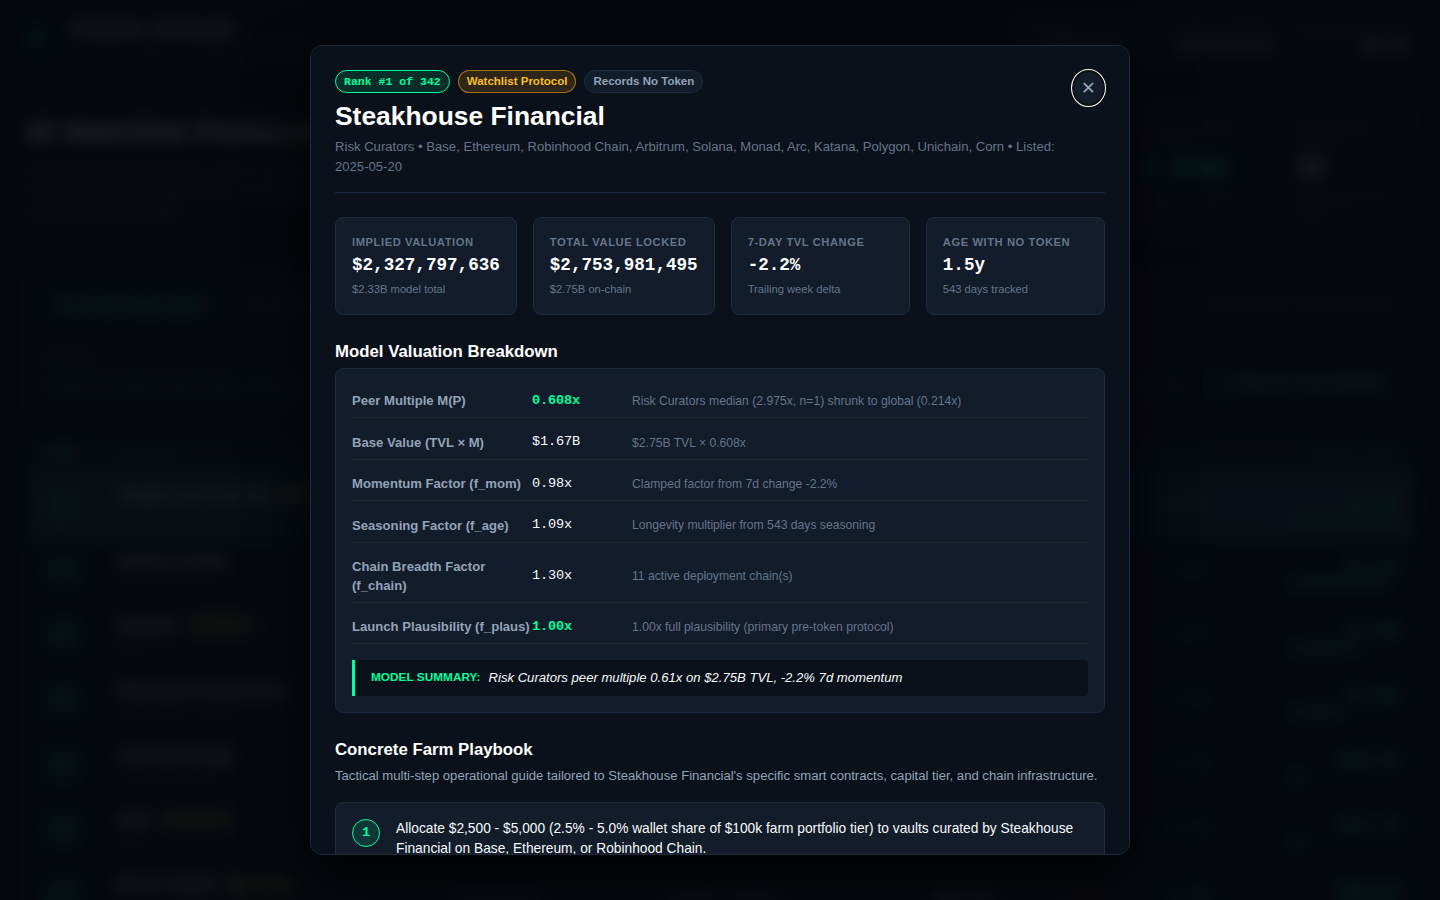 Rank #1 of 342 Watchlist Protocol Records No Token
✕
Steakhouse Financial
Risk Curators • Base, Ethereum, Robinhood Chain, Arbitrum, Solana, Monad, Arc, Katana, Polygon, Unichain, Corn • Listed:
2025-05-20
IMPLIED VALUATION
$2,327,797,636
$2.33B model total
TOTAL VALUE LOCKED
$2,753,981,495
$2.75B on-chain
7-DAY TVL CHANGE
-2.2%
Trailing week delta
AGE WITH NO TOKEN
1.5y
543 days tracked
Model Valuation Breakdown
Peer Multiple M(P) 0.608x Risk Curators median (2.975x, n=1) shrunk to global (0.214x)
Base Value (TVL × M) $1.67B $2.75B TVL × 0.608x
Momentum Factor (f_mom) 0.98x Clamped factor from 7d change -2.2%
Seasoning Factor (f_age) 1.09x Longevity multiplier from 543 days seasoning
Chain Breadth Factor
(f_chain) 1.30x 11 active deployment chain(s)
Launch Plausibility (f_plaus) 1.00x 1.00x full plausibility (primary pre-token protocol)
MODEL SUMMARY: Risk Curators peer multiple 0.61x on $2.75B TVL, -2.2% 7d momentum
Concrete Farm Playbook
Tactical multi-step operational guide tailored to Steakhouse Financial's specific smart contracts, capital tier, and chain infrastructure.
1 Allocate $2,500 - $5,000 (2.5% - 5.0% wallet share of $100k farm portfolio tier) to vaults curated by Steakhouse
Financial on Base, Ethereum, or Robinhood Chain.